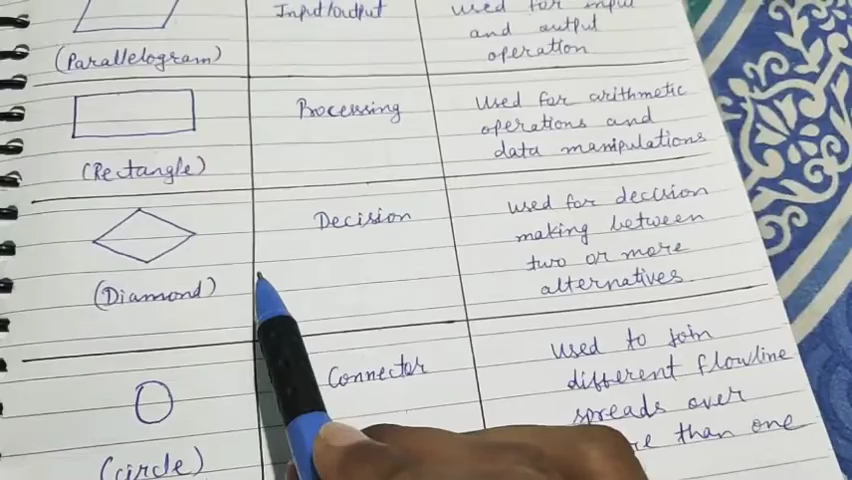 Input/output
used for input
and output
operation
(Parallelogram)
Processing
used for arithmetic
operations and
data manipulations
(Rectangle)
Decision
used for decision
making between
two or more
alternatives
(Diamond)
Connector
used to join
different flowline
spreads over
than one
(circle)